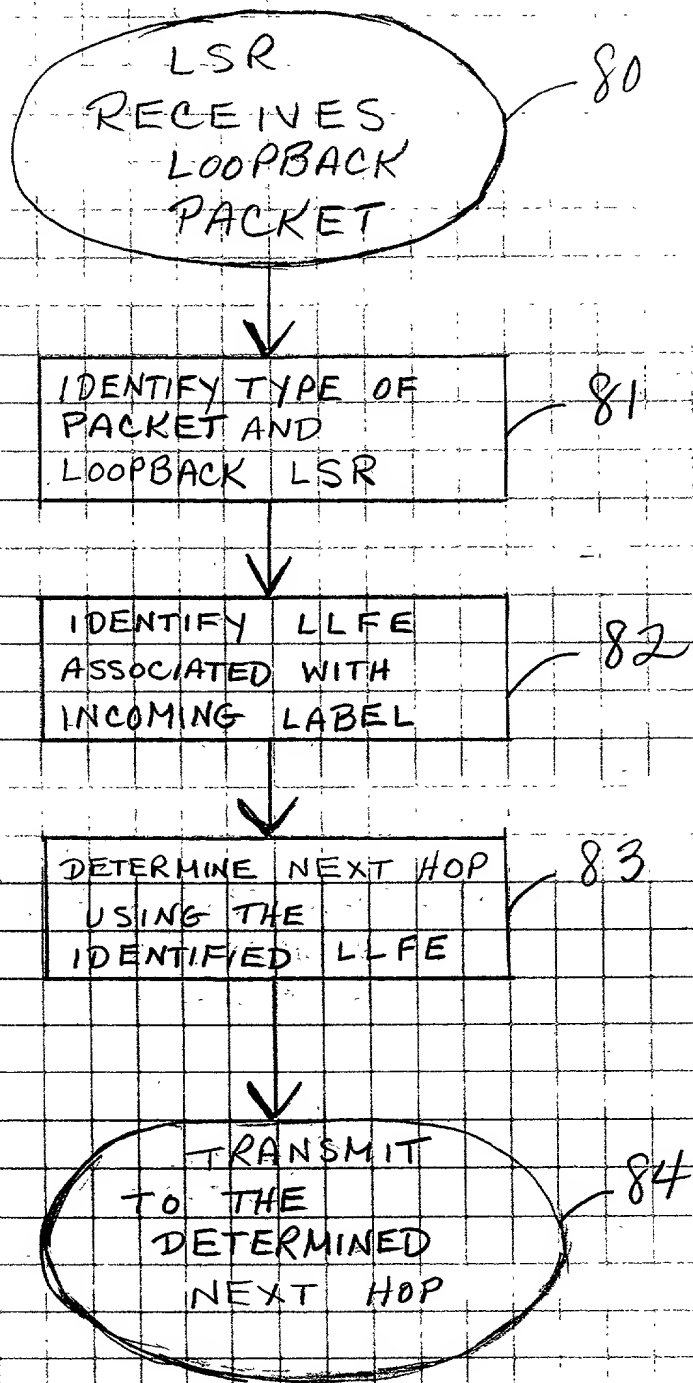 LSR
RECEIVES
LOOPBACK
PACKET
80
IDENTIFY TYPE OF
PACKET AND
LOOPBACK LSR
81
IDENTIFY LLFE
ASSOCIATED WITH
INCOMING LABEL
82
DETERMINE NEXT HOP
USING THE
IDENTIFIED LLFE
83
TRANSMIT
TO THE
DETERMINED
NEXT HOP
84